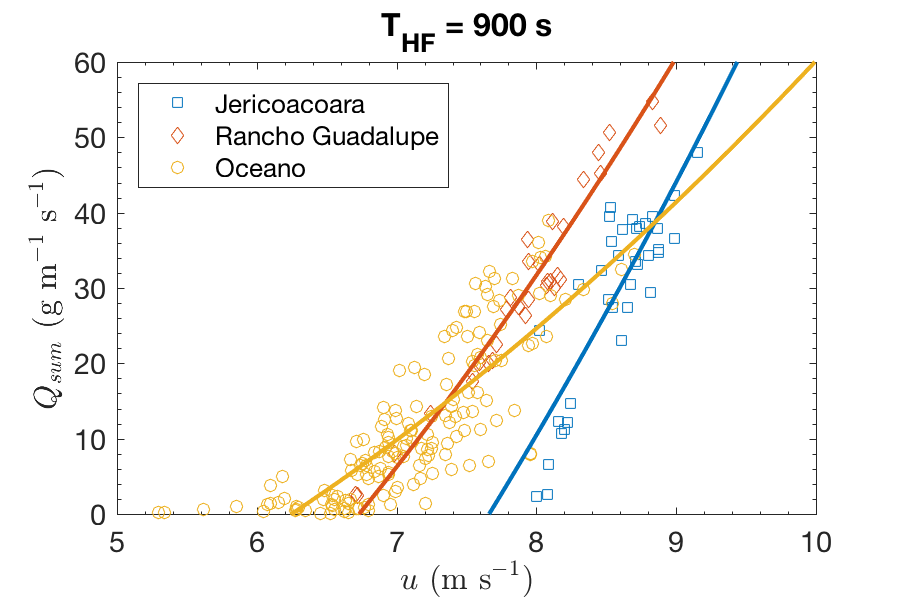 T_HF = 900 s
60
50
40
30
20
10
0
Jericoacoara
Rancho Guadalupe
Oceano
Q_sum (g m^−1 s^−1)
5 6 7 8 9 10
u (m s^−1)